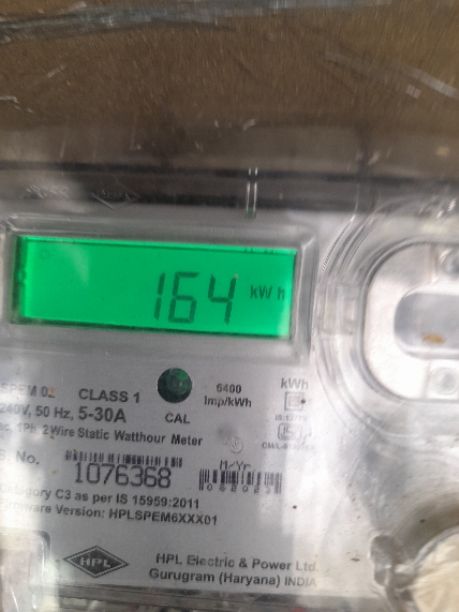 164 kWh
SPEM 02 CLASS 1 6400 kWh
240V, 50 Hz, 5-30A Imp/kWh
CAL
ac. 1Ph. 2Wire Static Watthour Meter
S. No. M/Yr
1076368
Category C3 as per IS 15959:2011
Firmware Version: HPLSPEM6XXX01
HPL HPL Electric & Power Ltd.
Gurugram (Haryana) INDIA